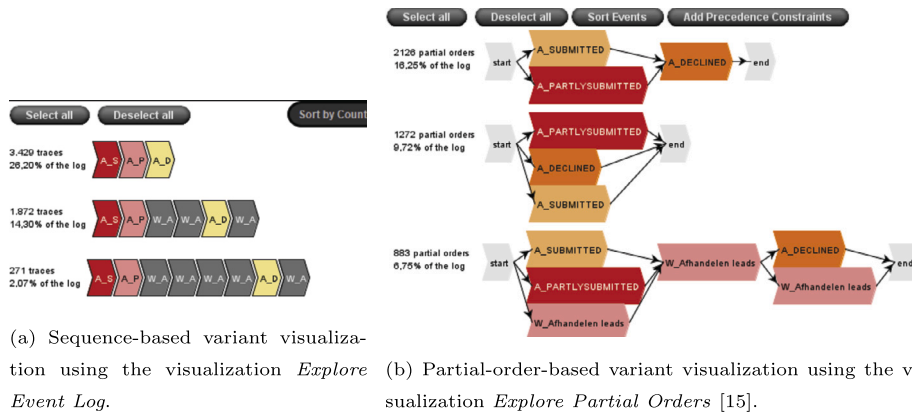 Select all Deselect all Sort by Count
3.429 traces
26,20% of the log
A_S A_P A_D
1.872 traces
14,30% of the log
A_S A_P W_A W_A A_D W_A
271 traces
2,07% of the log
A_S A_P W_A W_A W_A W_A A_D W_A
(a) Sequence-based variant visualiza-
tion using the visualization Explore
Event Log.
Select all Deselect all Sort Events Add Precedence Constraints
2126 partial orders
16,25% of the log
start
A_SUBMITTED
A_PARTLYSUBMITTED
A_DECLINED
end
1272 partial orders
9,72% of the log
start
A_PARTLYSUBMITTED
A_DECLINED
A_SUBMITTED
end
883 partial orders
6,75% of the log
start
A_SUBMITTED
A_PARTLYSUBMITTED
W_Afhandelen leads
W_Afhandelen leads
A_DECLINED
W_Afhandelen leads
end
(b) Partial-order-based variant visualization using the v
sualization Explore Partial Orders [15].